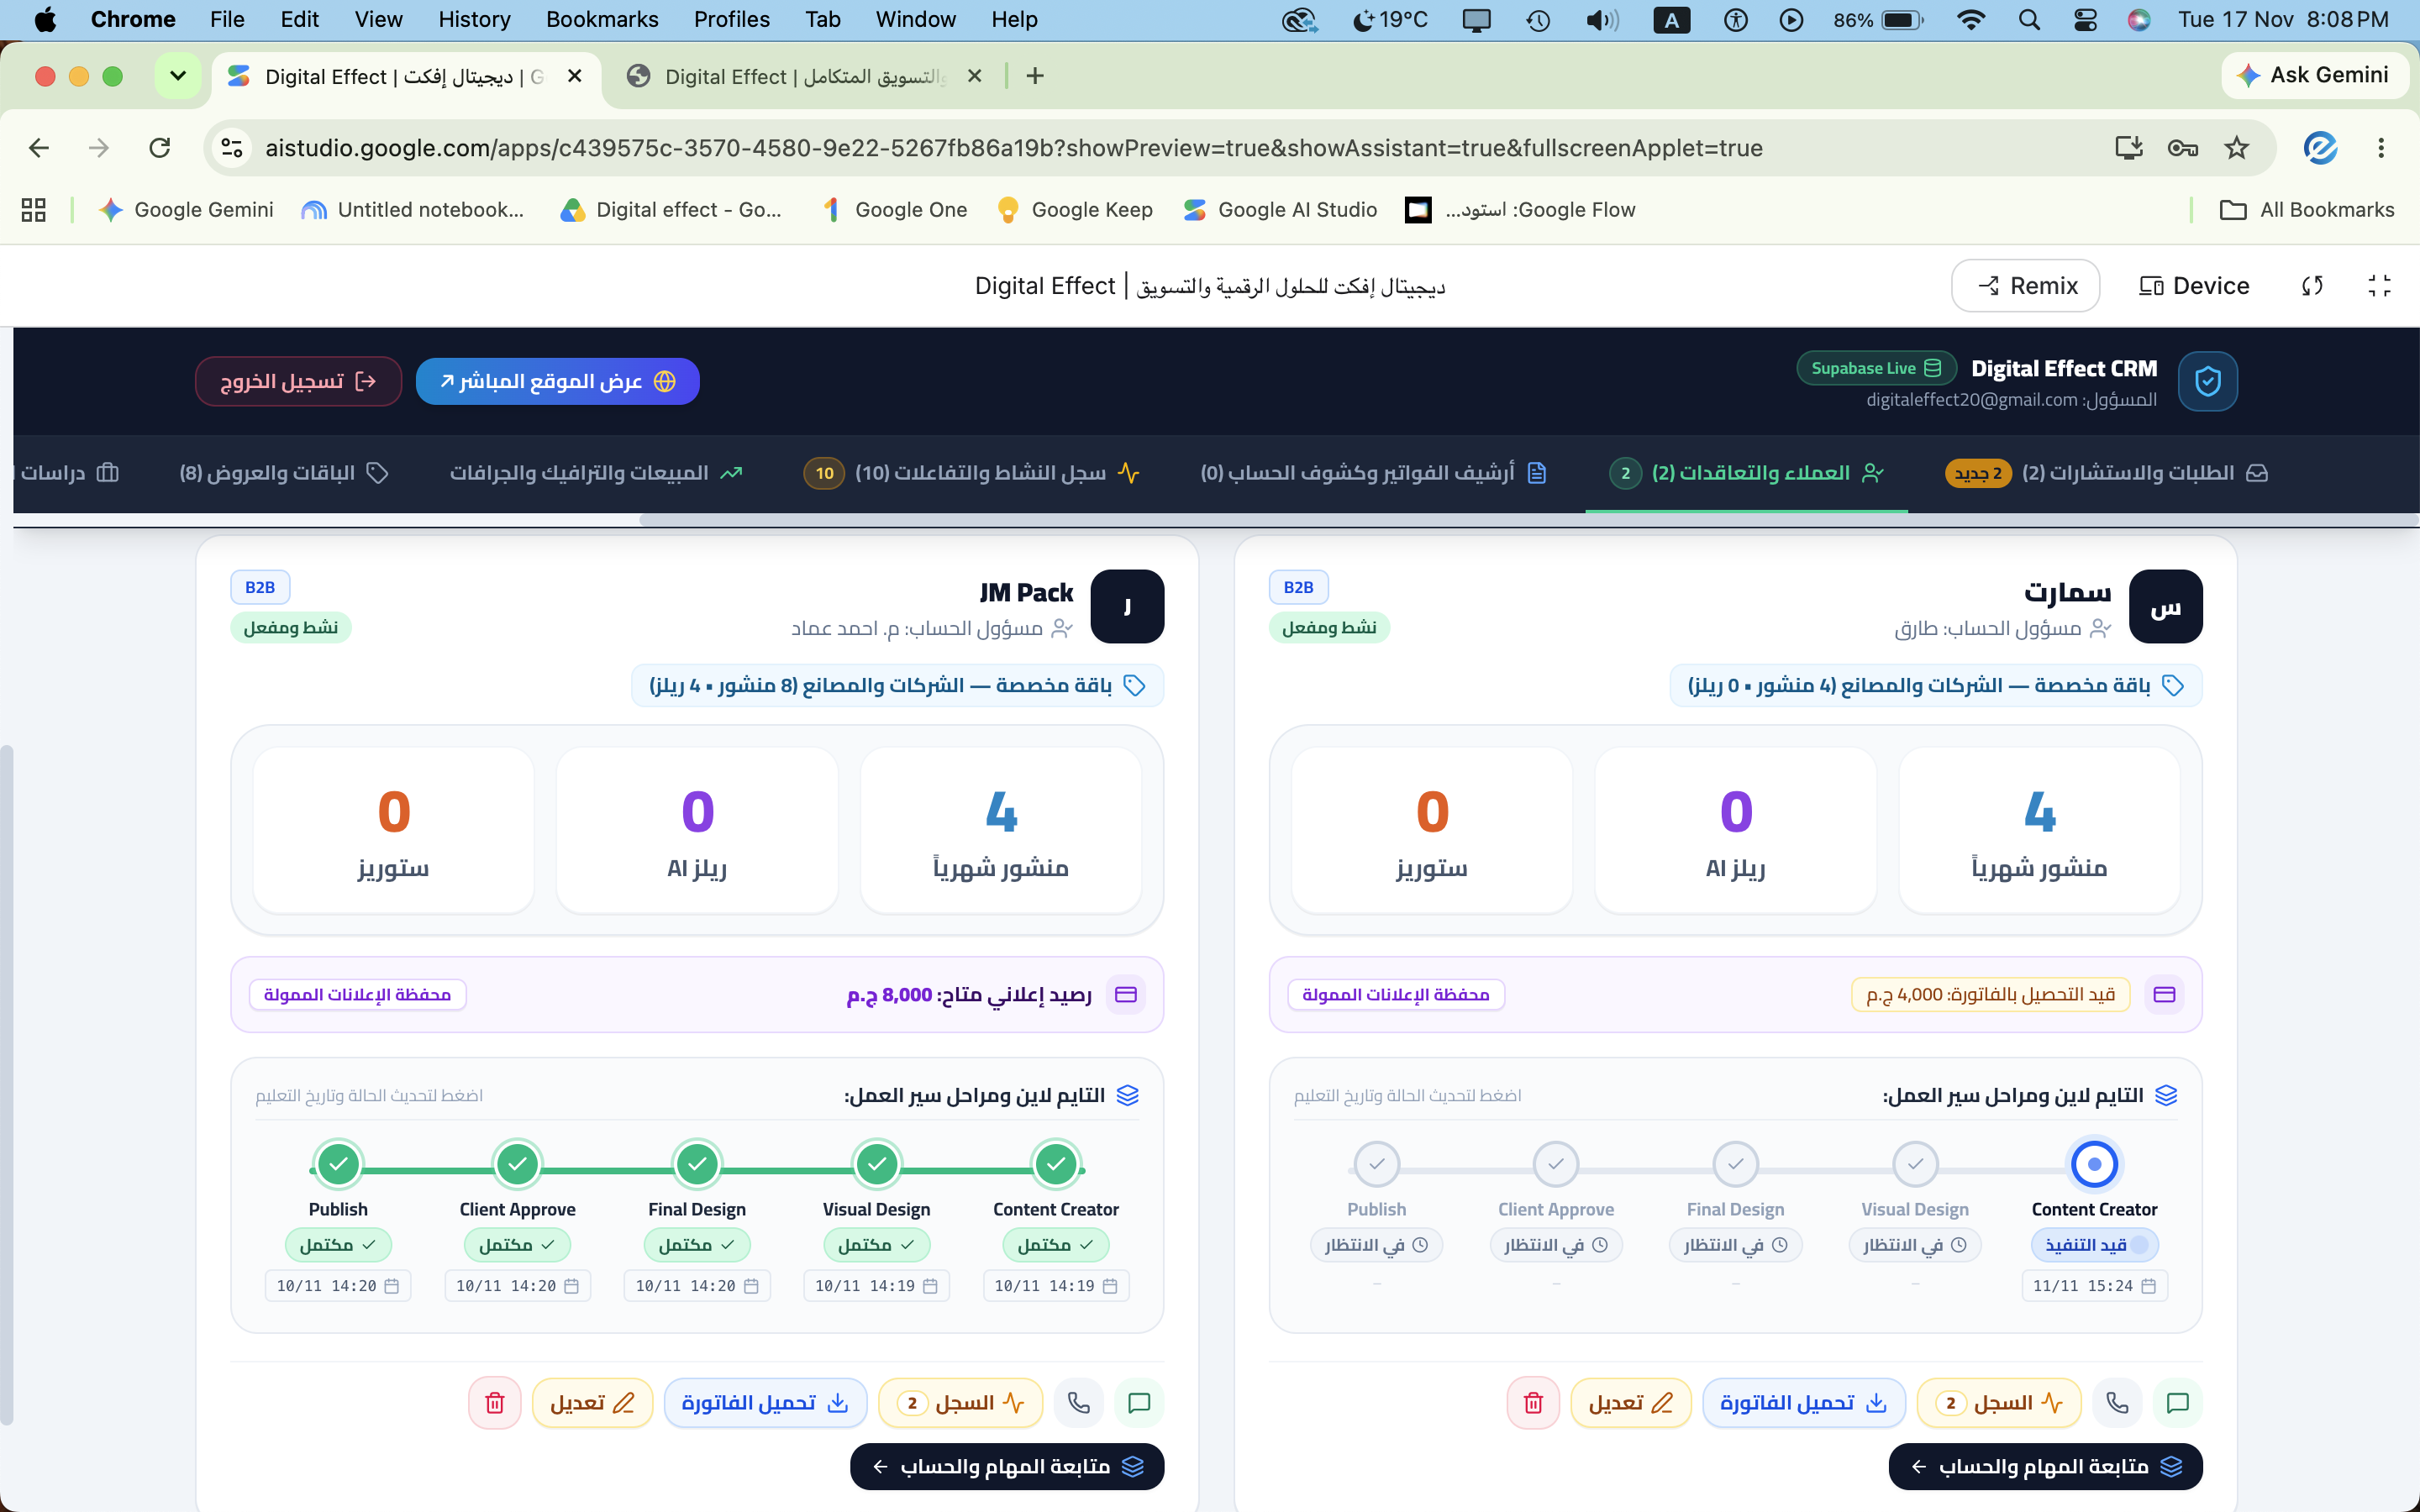 Chrome File Edit View History Bookmarks Profiles Tab Window Help 19°C A 86% Tue 17 Nov 8:08 PM
Digital Effect | ديجيتال إفكت | G
Digital Effect | والتسويق المتكامل
Ask Gemini
aistudio.google.com/apps/c439575c-3570-4580-9e22-5267fb86a19b?showPreview=true&showAssistant=true&fullscreenApplet=true
Google Gemini
Untitled notebook...
Digital effect - Go...
Google One
Google Keep
Google AI Studio
Google Flow: استود...
All Bookmarks
ديجيتال إفكت للحلول الرقمية والتسويق | Digital Effect
Remix
Device
Digital Effect CRM
Supabase Live
المسؤول: digitaleffect20@gmail.com
عرض الموقع المباشر ↗
تسجيل الخروج
الطلبات والاستشارات (2) 2 جديد
العملاء والتعاقدات (2) 2
أرشيف الفواتير وكشوف الحساب (0)
سجل النشاط والتفاعلات (10) 10
المبيعات والترافيك والجرافات
الباقات والعروض (8)
دراسات ا
س
سمارت
B2B
مسؤول الحساب: طارق
نشط ومفعل
باقة مخصصة — الشركات والمصانع (4 منشور • 0 ريلز)
4
منشور شهرياً
0
ريلز AI
0
ستوريز
قيد التحصيل بالفاتورة: 4,000 ج.م
محفظة الإعلانات الممولة
التايم لاين ومراحل سير العمل:
اضغط لتحديث الحالة وتاريخ التعليم
Content Creator
قيد التنفيذ
11/11 15:24
Visual Design
في الانتظار
–
Final Design
في الانتظار
–
Client Approve
في الانتظار
–
Publish
في الانتظار
–
السجل 2
تحميل الفاتورة
تعديل
متابعة المهام والحساب ←
J
JM Pack
B2B
مسؤول الحساب: م. احمد عماد
نشط ومفعل
باقة مخصصة — الشركات والمصانع (8 منشور • 4 ريلز)
4
منشور شهرياً
0
ريلز AI
0
ستوريز
رصيد إعلاني متاح: 8,000 ج.م
محفظة الإعلانات الممولة
التايم لاين ومراحل سير العمل:
اضغط لتحديث الحالة وتاريخ التعليم
Content Creator
مكتمل
10/11 14:19
Visual Design
مكتمل
10/11 14:19
Final Design
مكتمل
10/11 14:20
Client Approve
مكتمل
10/11 14:20
Publish
مكتمل
10/11 14:20
السجل 2
تحميل الفاتورة
تعديل
متابعة المهام والحساب ←